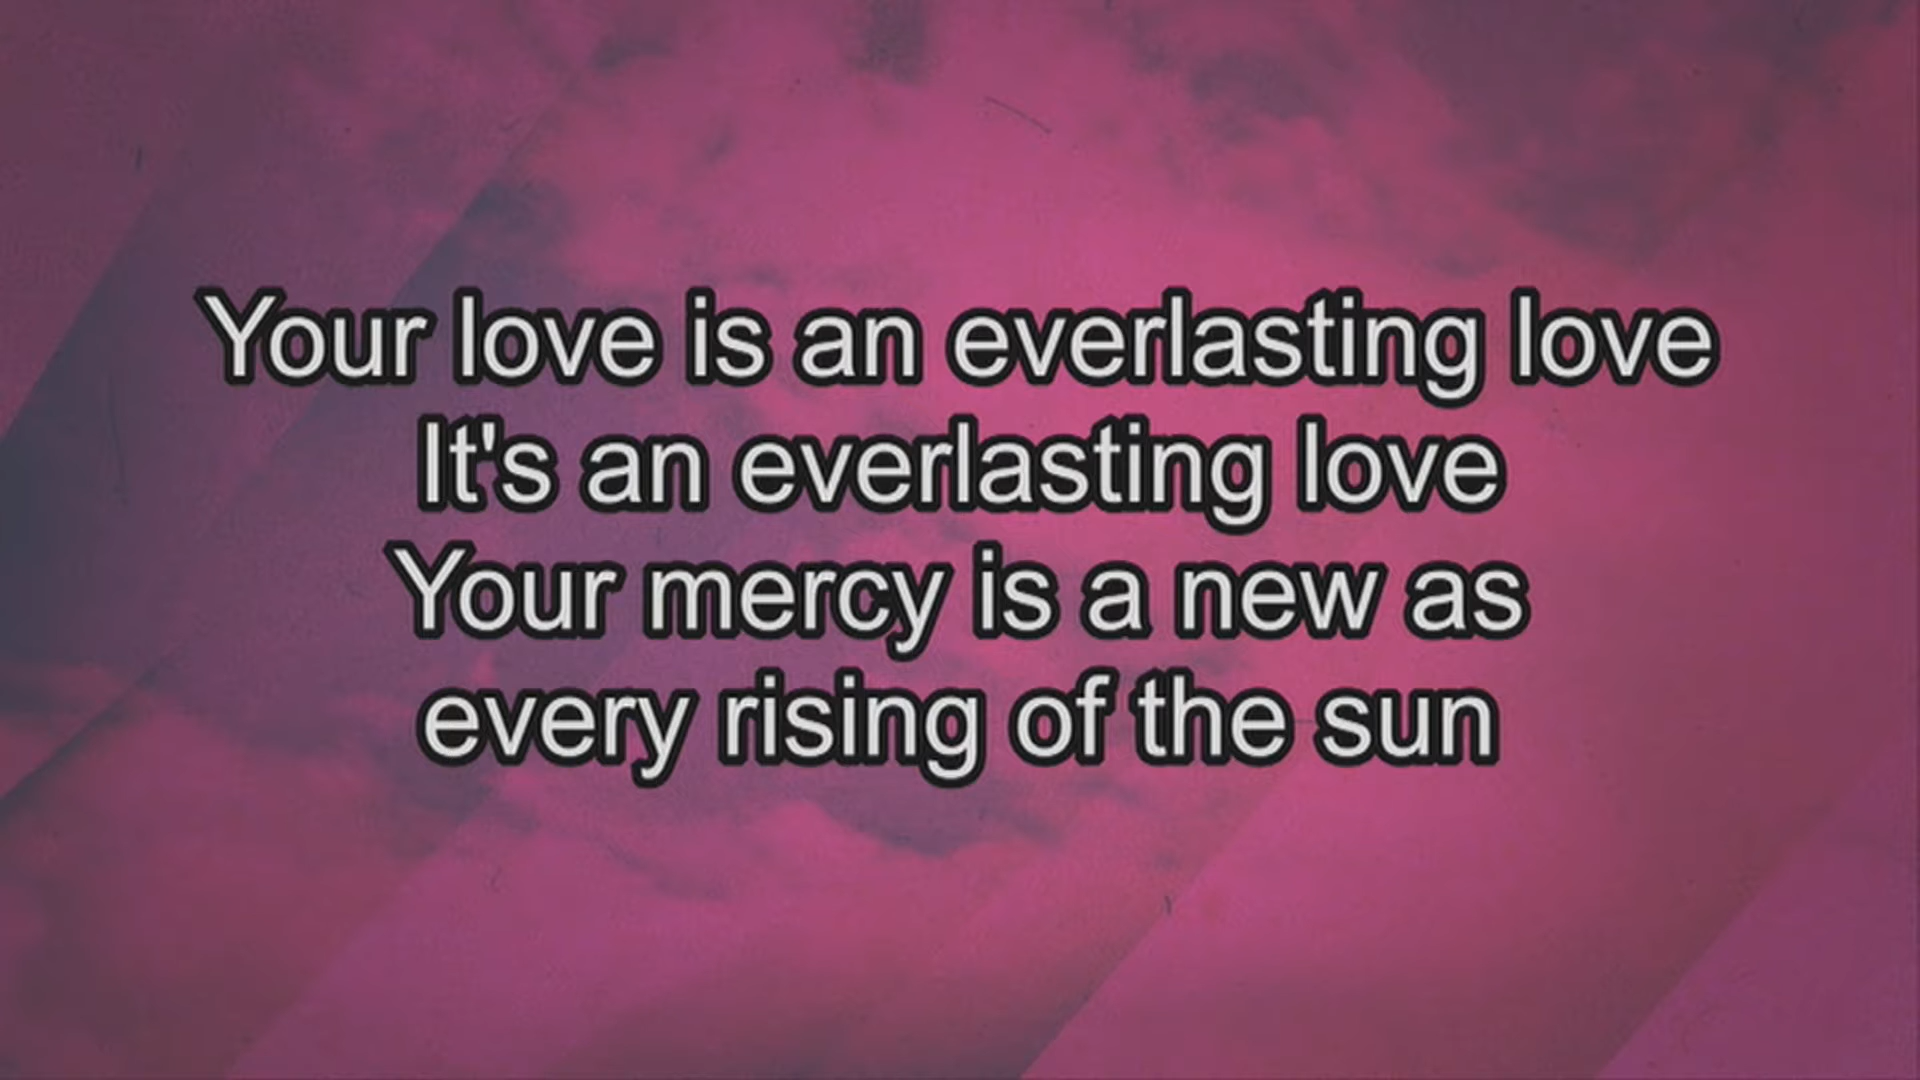 Your love is an everlasting love
It's an everlasting love
Your mercy is a new as
every rising of the sun